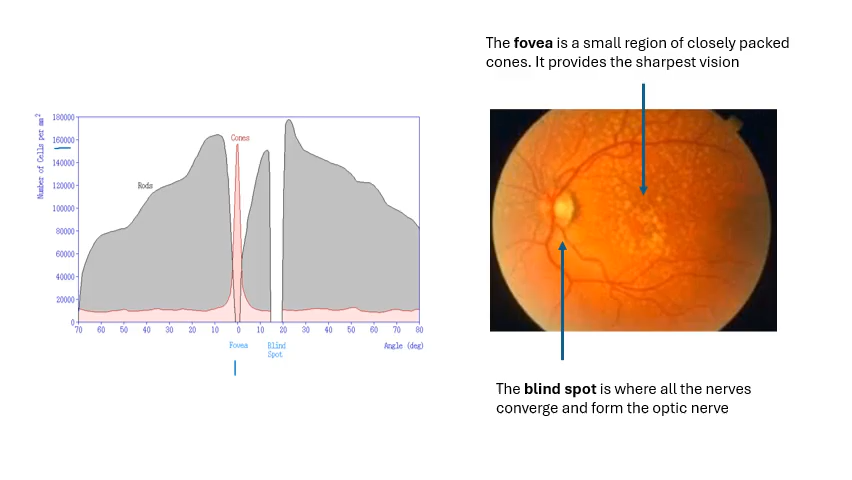 The fovea is a small region of closely packed
cones. It provides the sharpest vision
Number of Cells per mm²
180000
160000
140000
120000
100000
80000
60000
40000
20000
0
Cones
Rods
70 60 50 40 30 20 10 0 10 20 30 40 50 60 70 80
Fovea
Blind
Spot
Angle (deg)
The blind spot is where all the nerves
converge and form the optic nerve